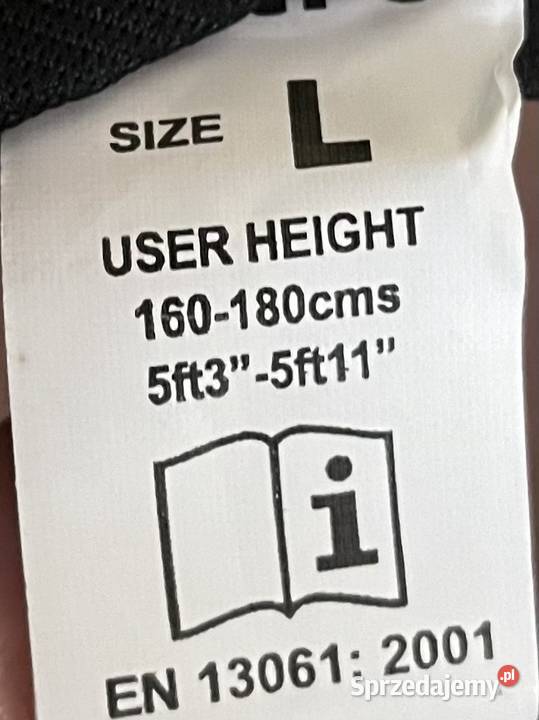 SIZE L
USER HEIGHT
160-180cms
5ft3”-5ft11”
i
EN 13061: 2001
Sprzedajemy.pl